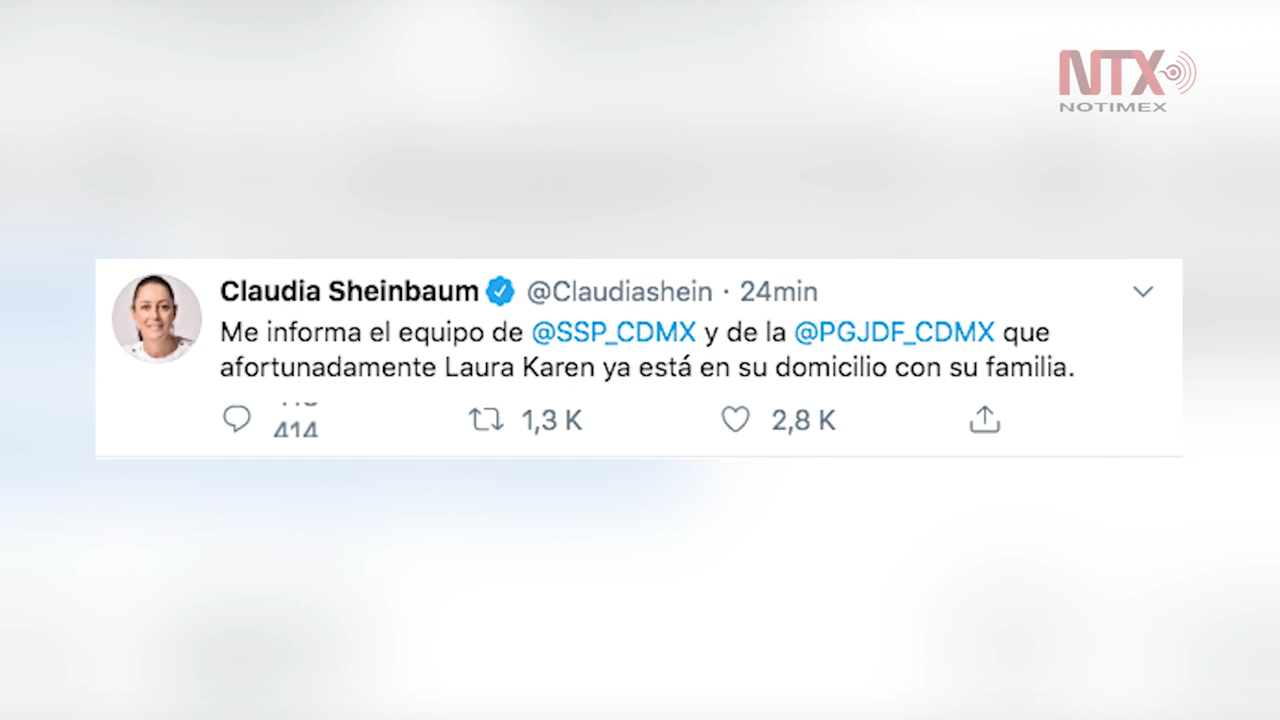 NTX
NOTIMEX
Claudia Sheinbaum @Claudiashein · 24min
Me informa el equipo de @SSP_CDMX y de la @PGJDF_CDMX que
afortunadamente Laura Karen ya está en su domicilio con su familia.
414 1,3 K 2,8 K